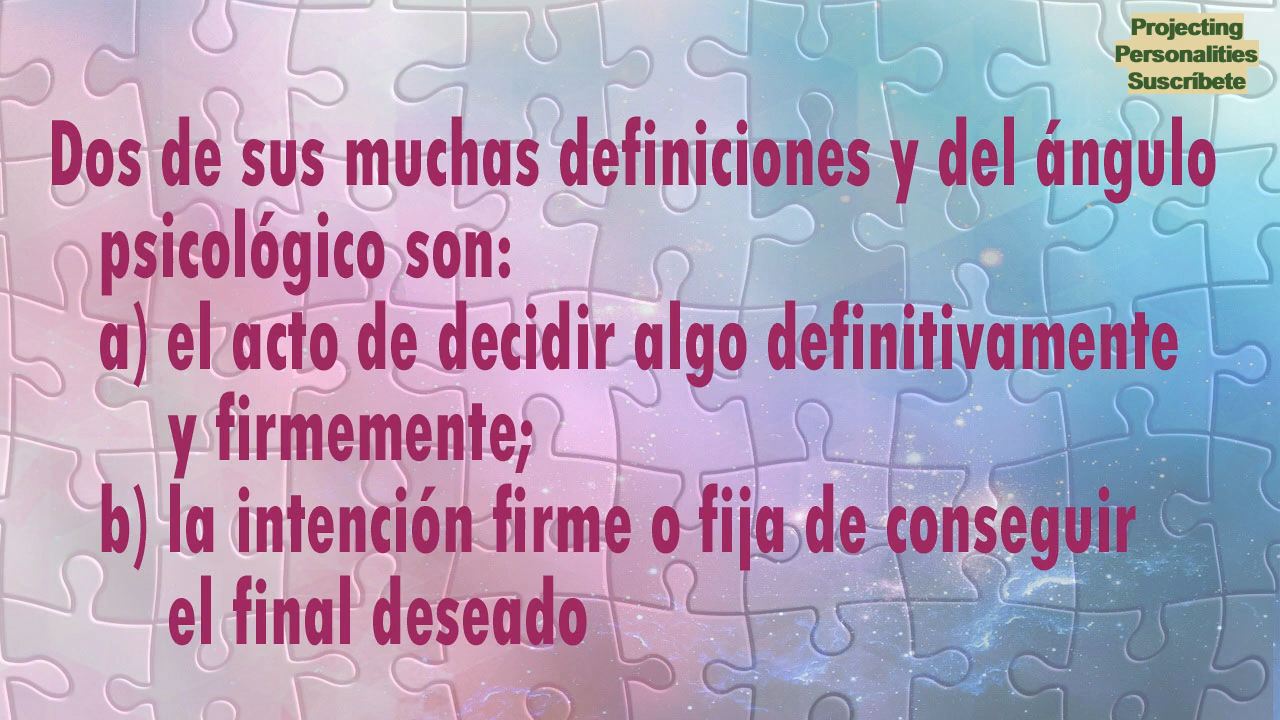 Projecting
Personalities
Suscríbete
Dos de sus muchas definiciones y del ángulo
psicológico son:
a) el acto de decidir algo definitivamente
y firmemente;
b) la intención firme o fija de conseguir
el final deseado